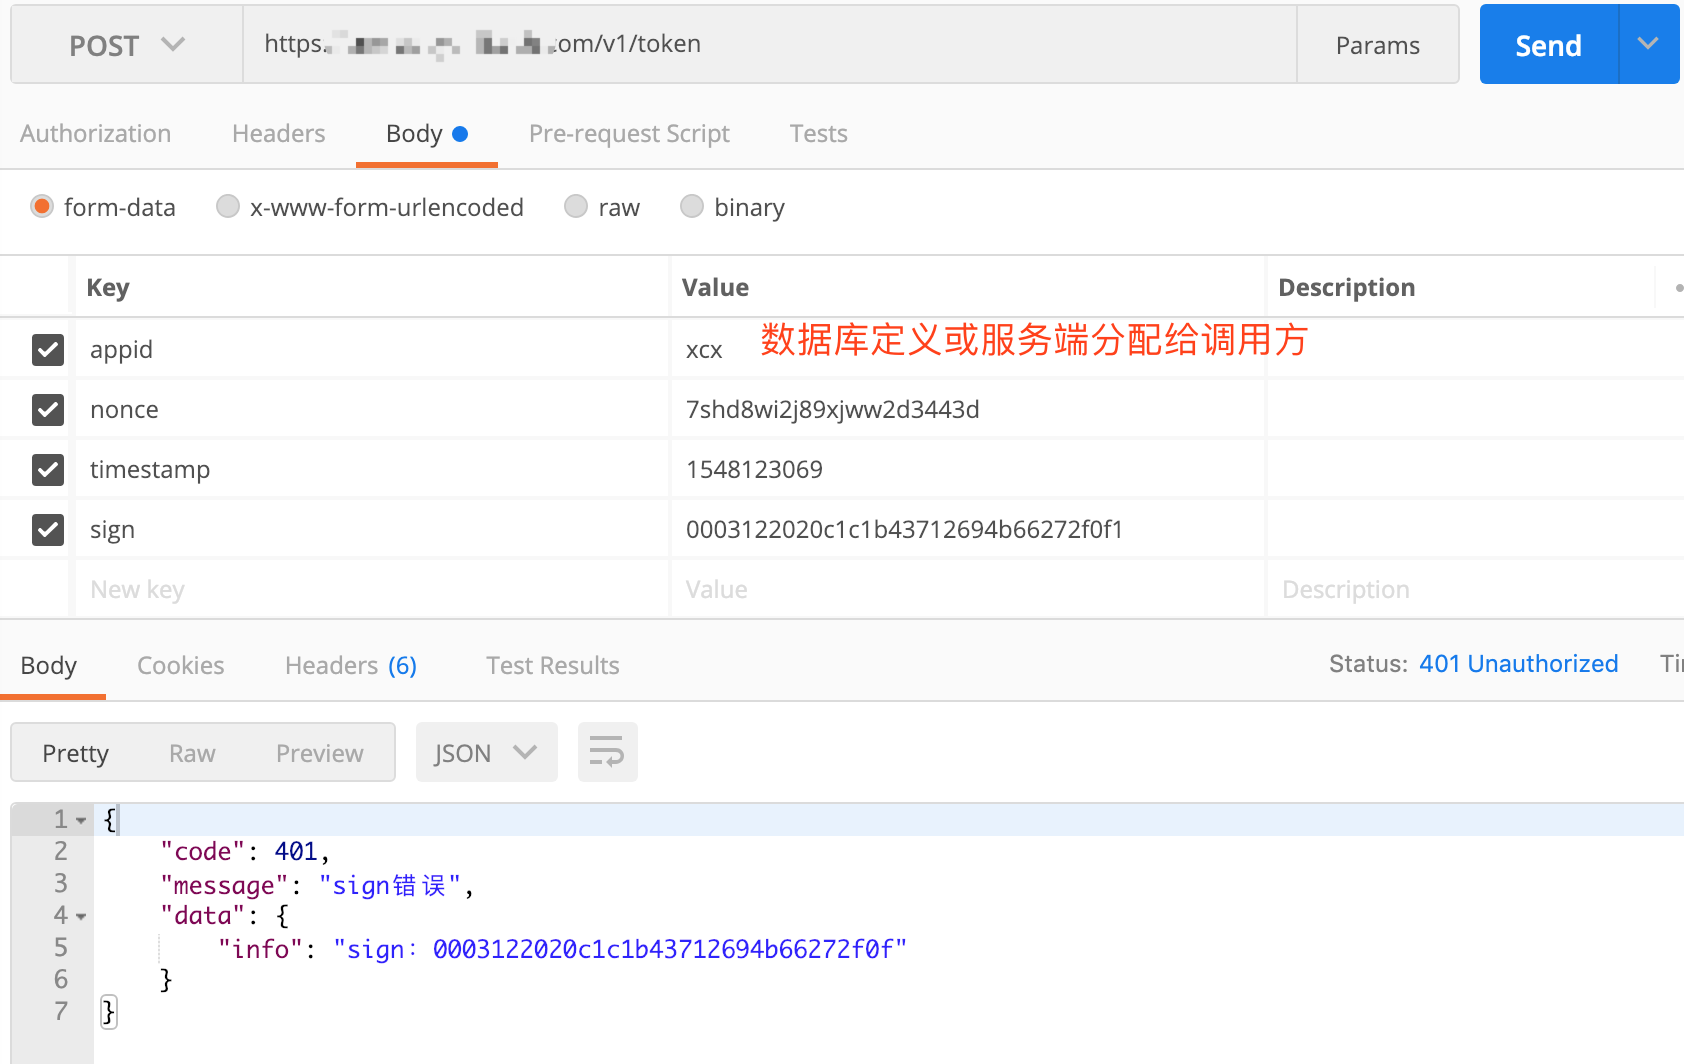 POST https. .com/v1/token Params Send
Authorization Headers Body Pre-request Script Tests
form-data x-www-form-urlencoded raw binary
Key Value Description
appid xcx 数据库定义或服务端分配给调用方
nonce 7shd8wi2j89xjww2d3443d
timestamp 1548123069
sign 0003122020c1c1b43712694b66272f0f1
New key Value Description
Body Cookies Headers (6) Test Results Status: 401 Unauthorized
Pretty Raw Preview JSON
1 {
2 "code": 401,
3 "message": "sign错误",
4 "data": {
5 "info": "sign：0003122020c1c1b43712694b66272f0f"
6 }
7 }